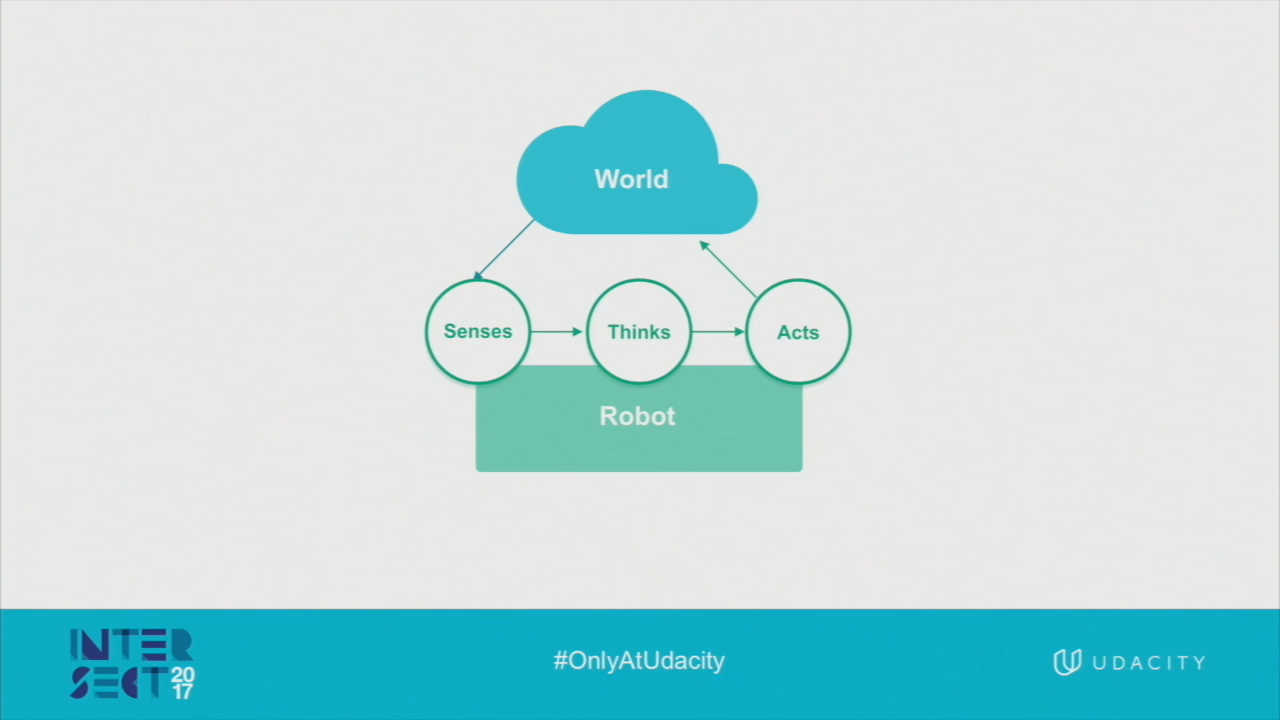 World
Senses
Thinks
Acts
Robot
INTER
SECT
20
17
#OnlyAtUdacity
UDACITY